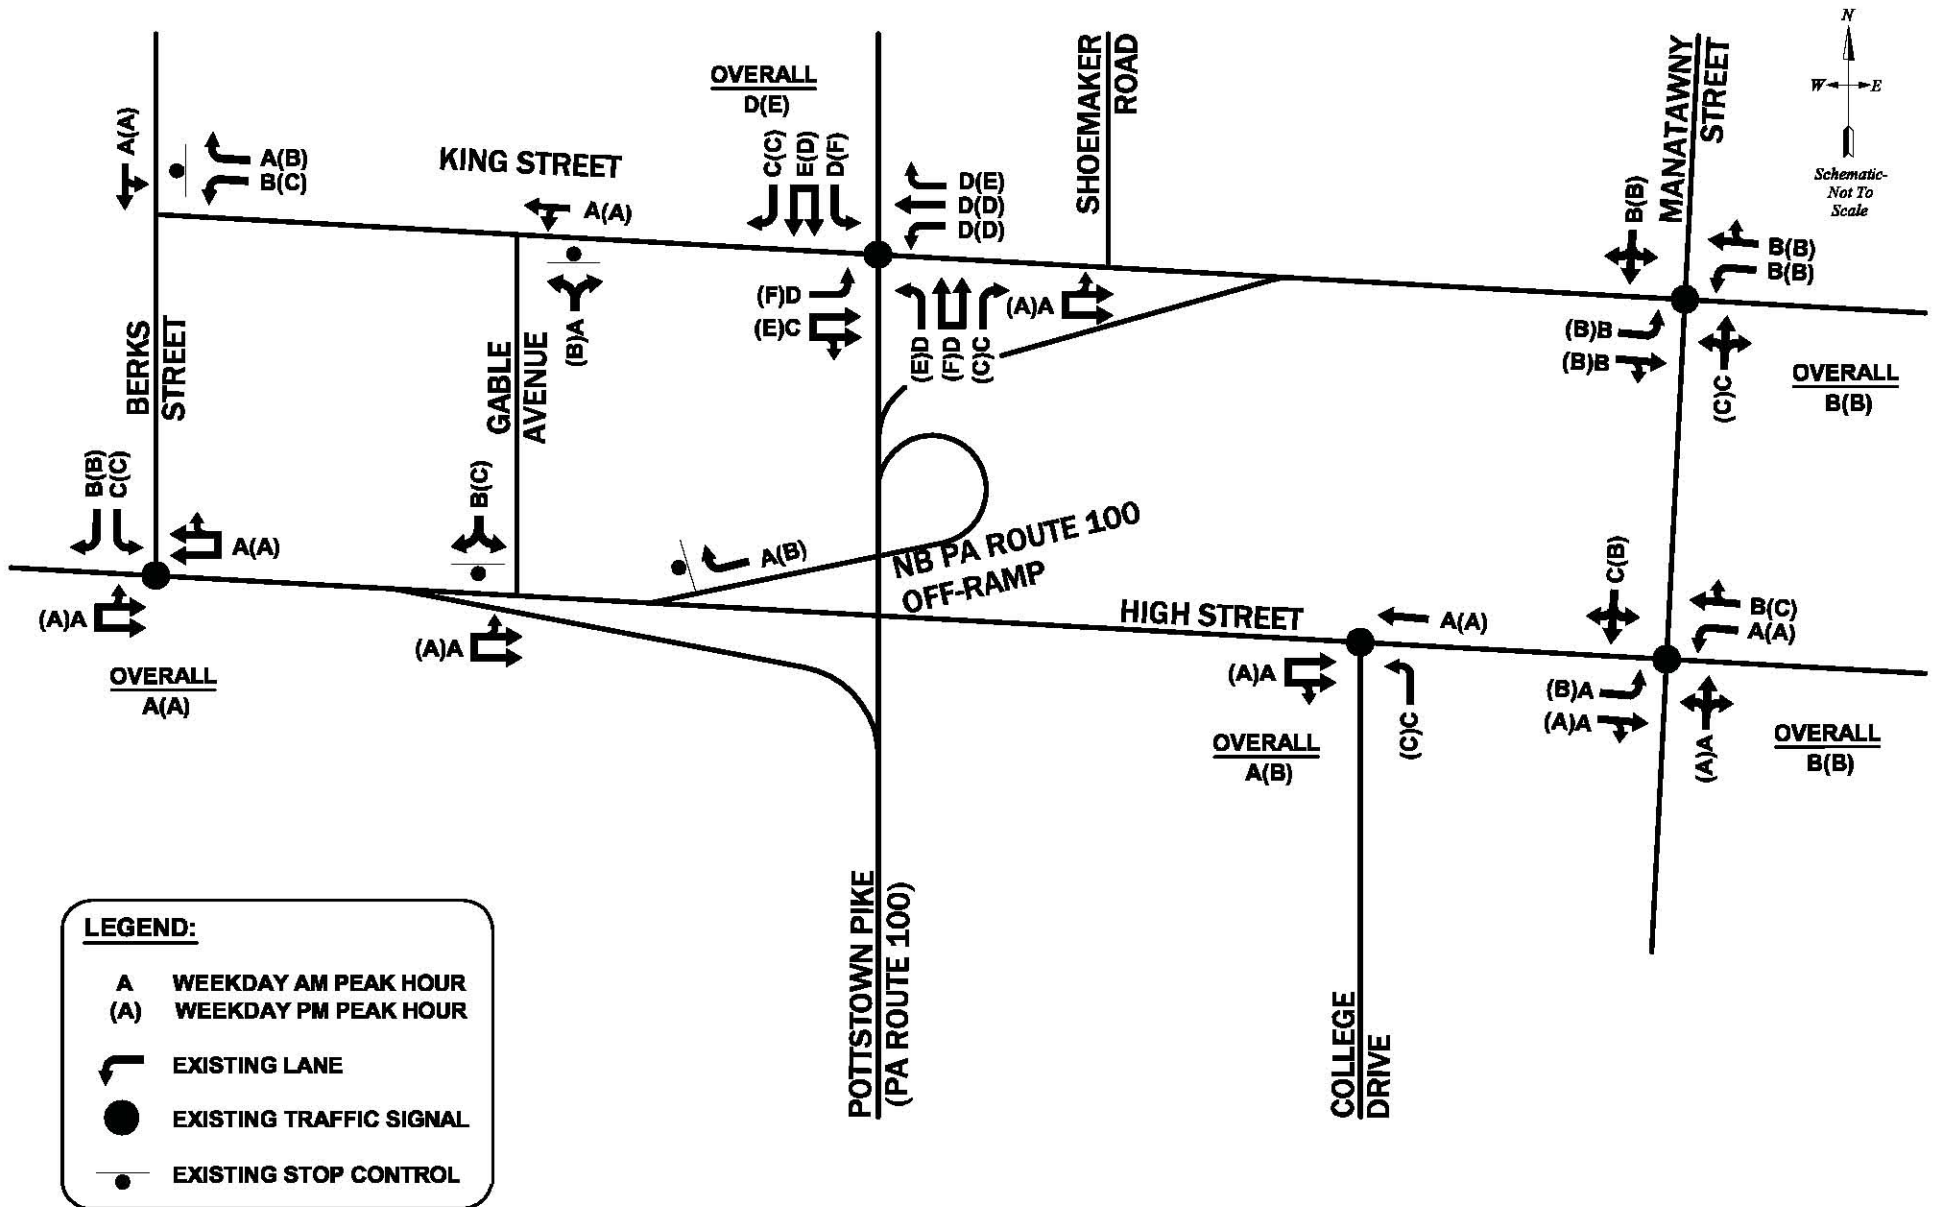 N
W E
Schematic-
Not To
Scale
OVERALL
D(E)
SHOEMAKER
ROAD
MANATAWNY
STREET
KING STREET
A(A)
A(B)
B(C)
A(A)
(B)A
C(C)
E(D)
D(F)
D(E)
D(D)
D(D)
(F)D
(E)C
(E)D
(F)D
(C)C
(A)A
B(B)
B(B)
B(B)
(B)B
(B)B
(C)C
OVERALL
B(B)
BERKS
STREET
GABLE
AVENUE
B(B)
C(C)
A(A)
(A)A
OVERALL
A(A)
B(C)
(A)A
A(B)
NB PA ROUTE 100
OFF-RAMP
HIGH STREET
A(A)
(A)A
(C)C
OVERALL
A(B)
C(B)
B(C)
A(A)
(B)A
(A)A
(A)A
OVERALL
B(B)
POTTSTOWN PIKE
(PA ROUTE 100)
COLLEGE
DRIVE
LEGEND:
A WEEKDAY AM PEAK HOUR
(A) WEEKDAY PM PEAK HOUR
EXISTING LANE
EXISTING TRAFFIC SIGNAL
EXISTING STOP CONTROL